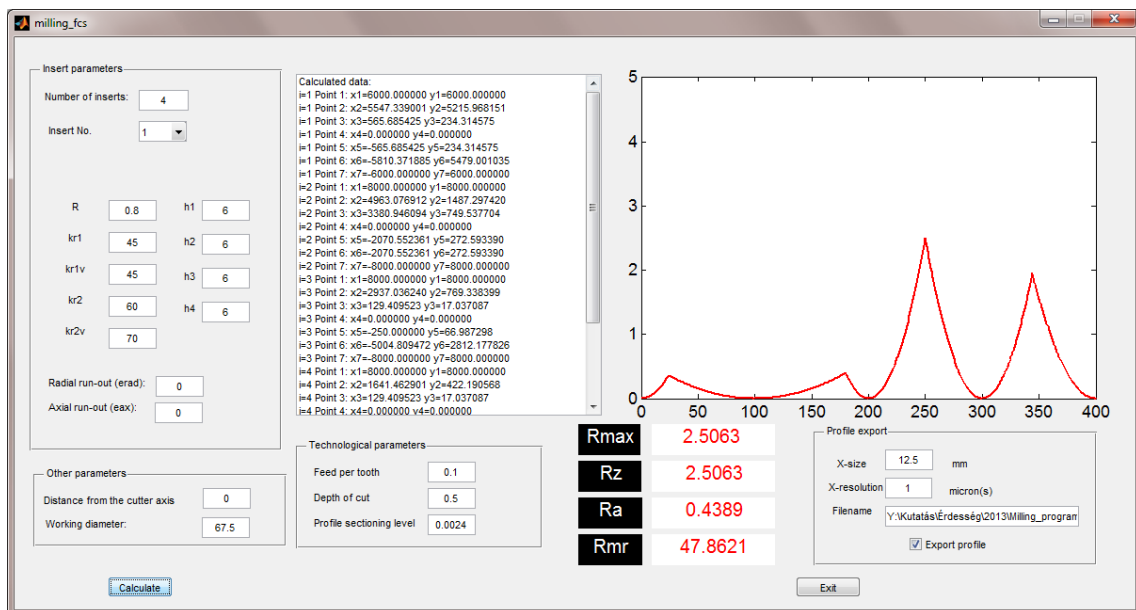 milling_fcs
Insert parameters
Number of inserts: 4
Insert No. 1
R 0.8 h1 6
kr1 45 h2 6
kr1v 45 h3 6
kr2 60 h4 6
kr2v 70
Radial run-out (erad): 0
Axial run-out (eax): 0
Other parameters
Distance from the cutter axis 0
Working diameter: 67.5
Calculate
Calculated data:
i=1 Point 1: x1=6000.000000 y1=6000.000000
i=1 Point 2: x2=5547.339001 y2=5215.968151
i=1 Point 3: x3=565.685425 y3=234.314575
i=1 Point 4: x4=0.000000 y4=0.000000
i=1 Point 5: x5=-565.685425 y5=234.314575
i=1 Point 6: x6=-5810.371885 y6=5479.001035
i=1 Point 7: x7=-6000.000000 y7=6000.000000
i=2 Point 1: x1=8000.000000 y1=8000.000000
i=2 Point 2: x2=4963.076912 y2=1487.297420
i=2 Point 3: x3=3380.946094 y3=749.537704
i=2 Point 4: x4=0.000000 y4=0.000000
i=2 Point 5: x5=-2070.552361 y5=272.593390
i=2 Point 6: x6=-2070.552361 y6=272.593390
i=2 Point 7: x7=-8000.000000 y7=8000.000000
i=3 Point 1: x1=8000.000000 y1=8000.000000
i=3 Point 2: x2=2937.036240 y2=769.338399
i=3 Point 3: x3=129.409523 y3=17.037087
i=3 Point 4: x4=0.000000 y4=0.000000
i=3 Point 5: x5=-250.000000 y5=66.987298
i=3 Point 6: x6=-5004.809472 y6=2812.177826
i=3 Point 7: x7=-8000.000000 y7=8000.000000
i=4 Point 1: x1=8000.000000 y1=8000.000000
i=4 Point 2: x2=1641.462901 y2=422.190568
i=4 Point 3: x3=129.409523 y3=17.037087
i=4 Point 4: x4=0.000000 y4=0.000000
Technological parameters
Feed per tooth 0.1
Depth of cut 0.5
Profile sectioning level 0.0024
5
4
3
2
1
0
0 50 100 150 200 250 300 350 400
Rmax 2.5063
Rz 2.5063
Ra 0.4389
Rmr 47.8621
Profile export
X-size 12.5 mm
X-resolution 1 micron(s)
Filename Y:\Kutatás\Érdesség\2013\Milling_program
Export profile
Exit